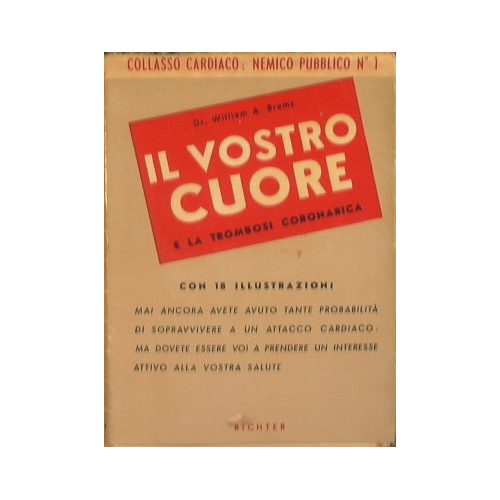 COLLASSO CARDIACO: NEMICO PUBBLICO N° 1
Dr. William A. Brams
IL VOSTRO
CUORE
E LA TROMBOSI CORONARICA
CON 18 ILLUSTRAZIONI
MAI ANCORA AVETE AVUTO TANTE PROBABILITÀ
DI SOPRAVVIVERE A UN ATTACCO CARDIACO:
MA DOVETE ESSERE VOI A PRENDERE UN INTERESSE
ATTIVO ALLA VOSTRA SALUTE
RICHTER